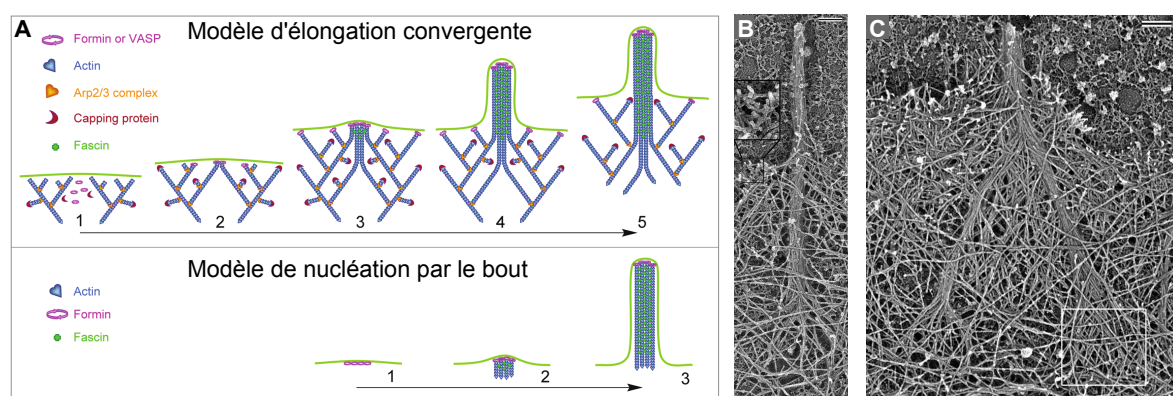 A
Modèle d'élongation convergente
Formin or VASP
Actin
Arp2/3 complex
Capping protein
Fascin
1
2
3
4
5
Modèle de nucléation par le bout
Actin
Formin
Fascin
1
2
3
B
C